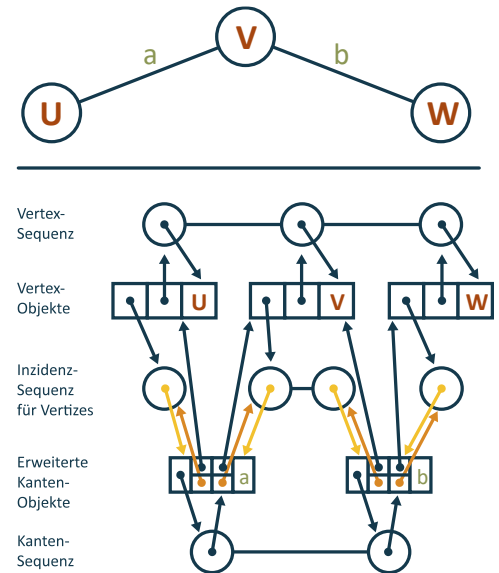 V
a
b
U
W
Vertex-
Sequenz
Vertex-
Objekte
U
V
W
Inzidenz-
Sequenz
für Vertizes
Erweiterte
Kanten-
Objekte
a
b
Kanten-
Sequenz